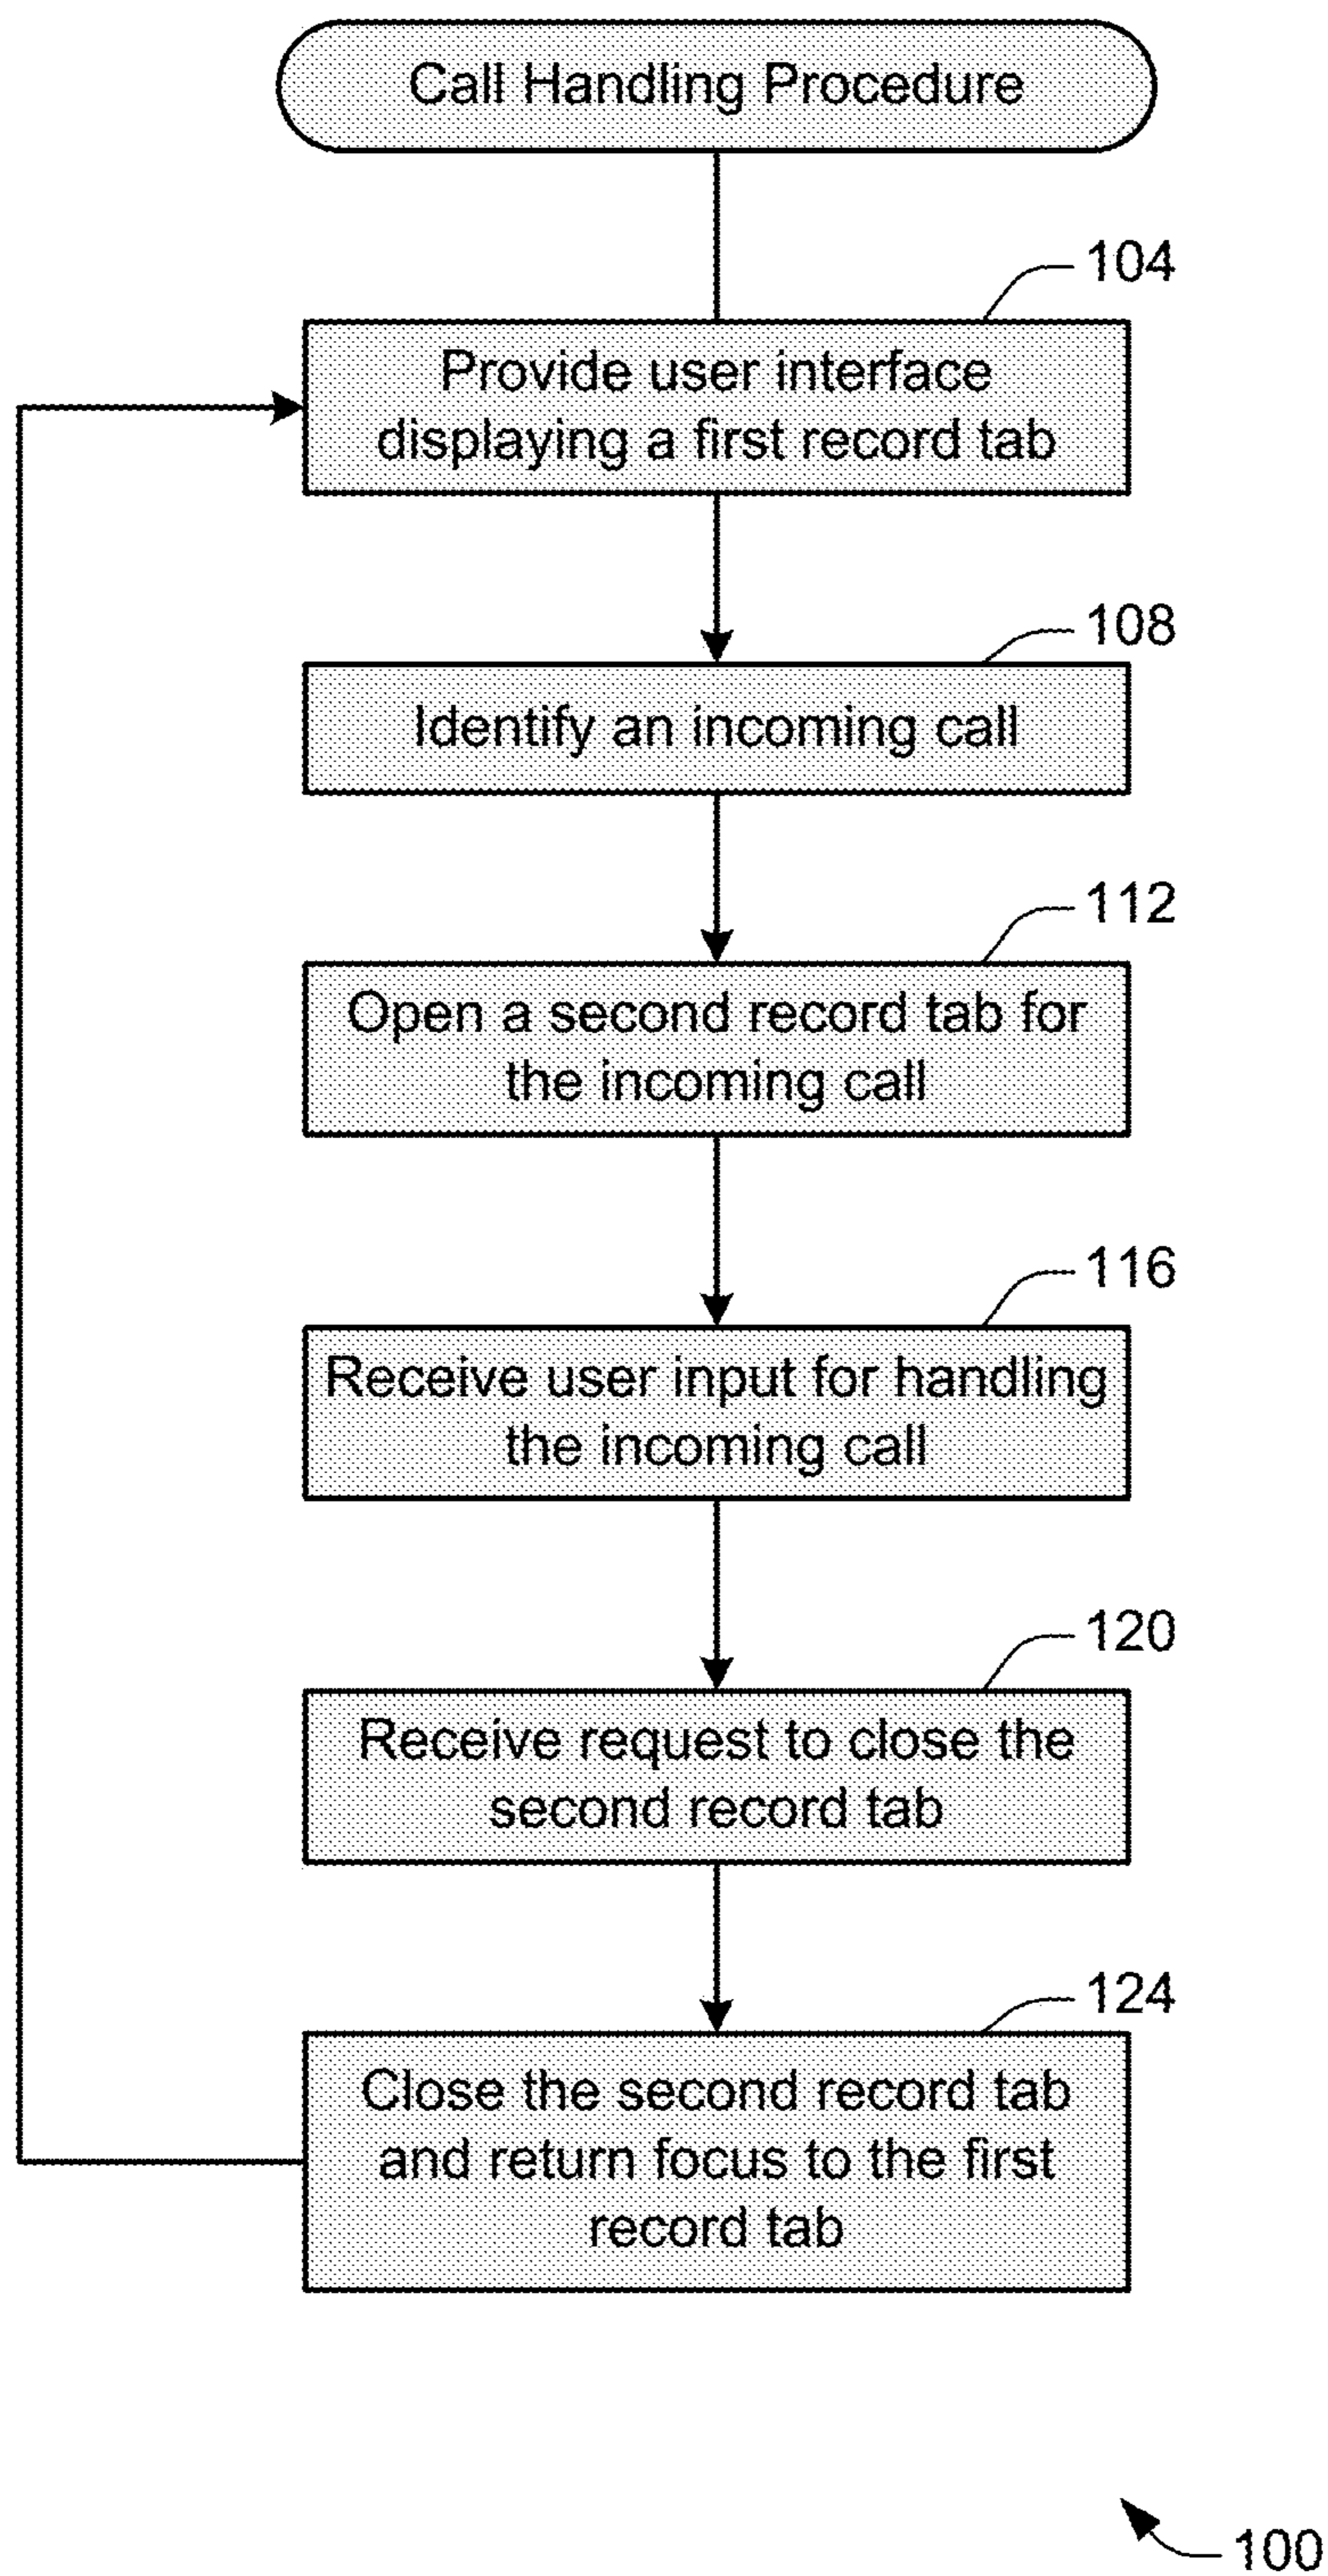 Call Handling Procedure
104
Provide user interface
displaying a first record tab
108
Identify an incoming call
112
Open a second record tab for
the incoming call
116
Receive user input for handling
the incoming call
120
Receive request to close the
second record tab
124
Close the second record tab
and return focus to the first
record tab
100